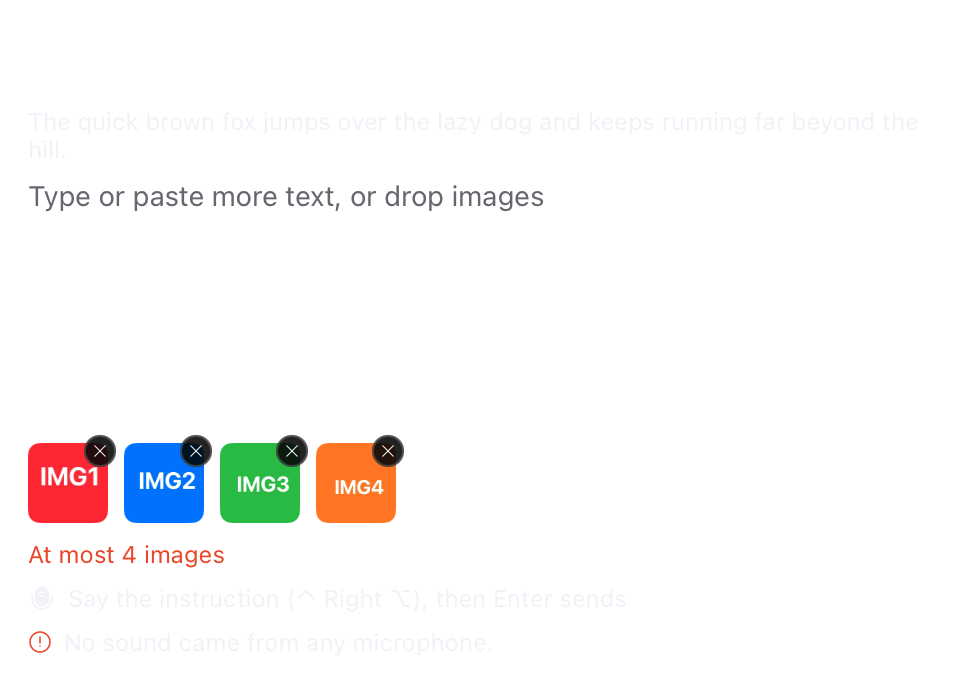 The quick brown fox jumps over the lazy dog and keeps running far beyond the
hill.
Type or paste more text, or drop images
IMG1 IMG2 IMG3 IMG4
At most 4 images
Say the instruction (⌃ Right ⌥), then Enter sends
No sound came from any microphone.